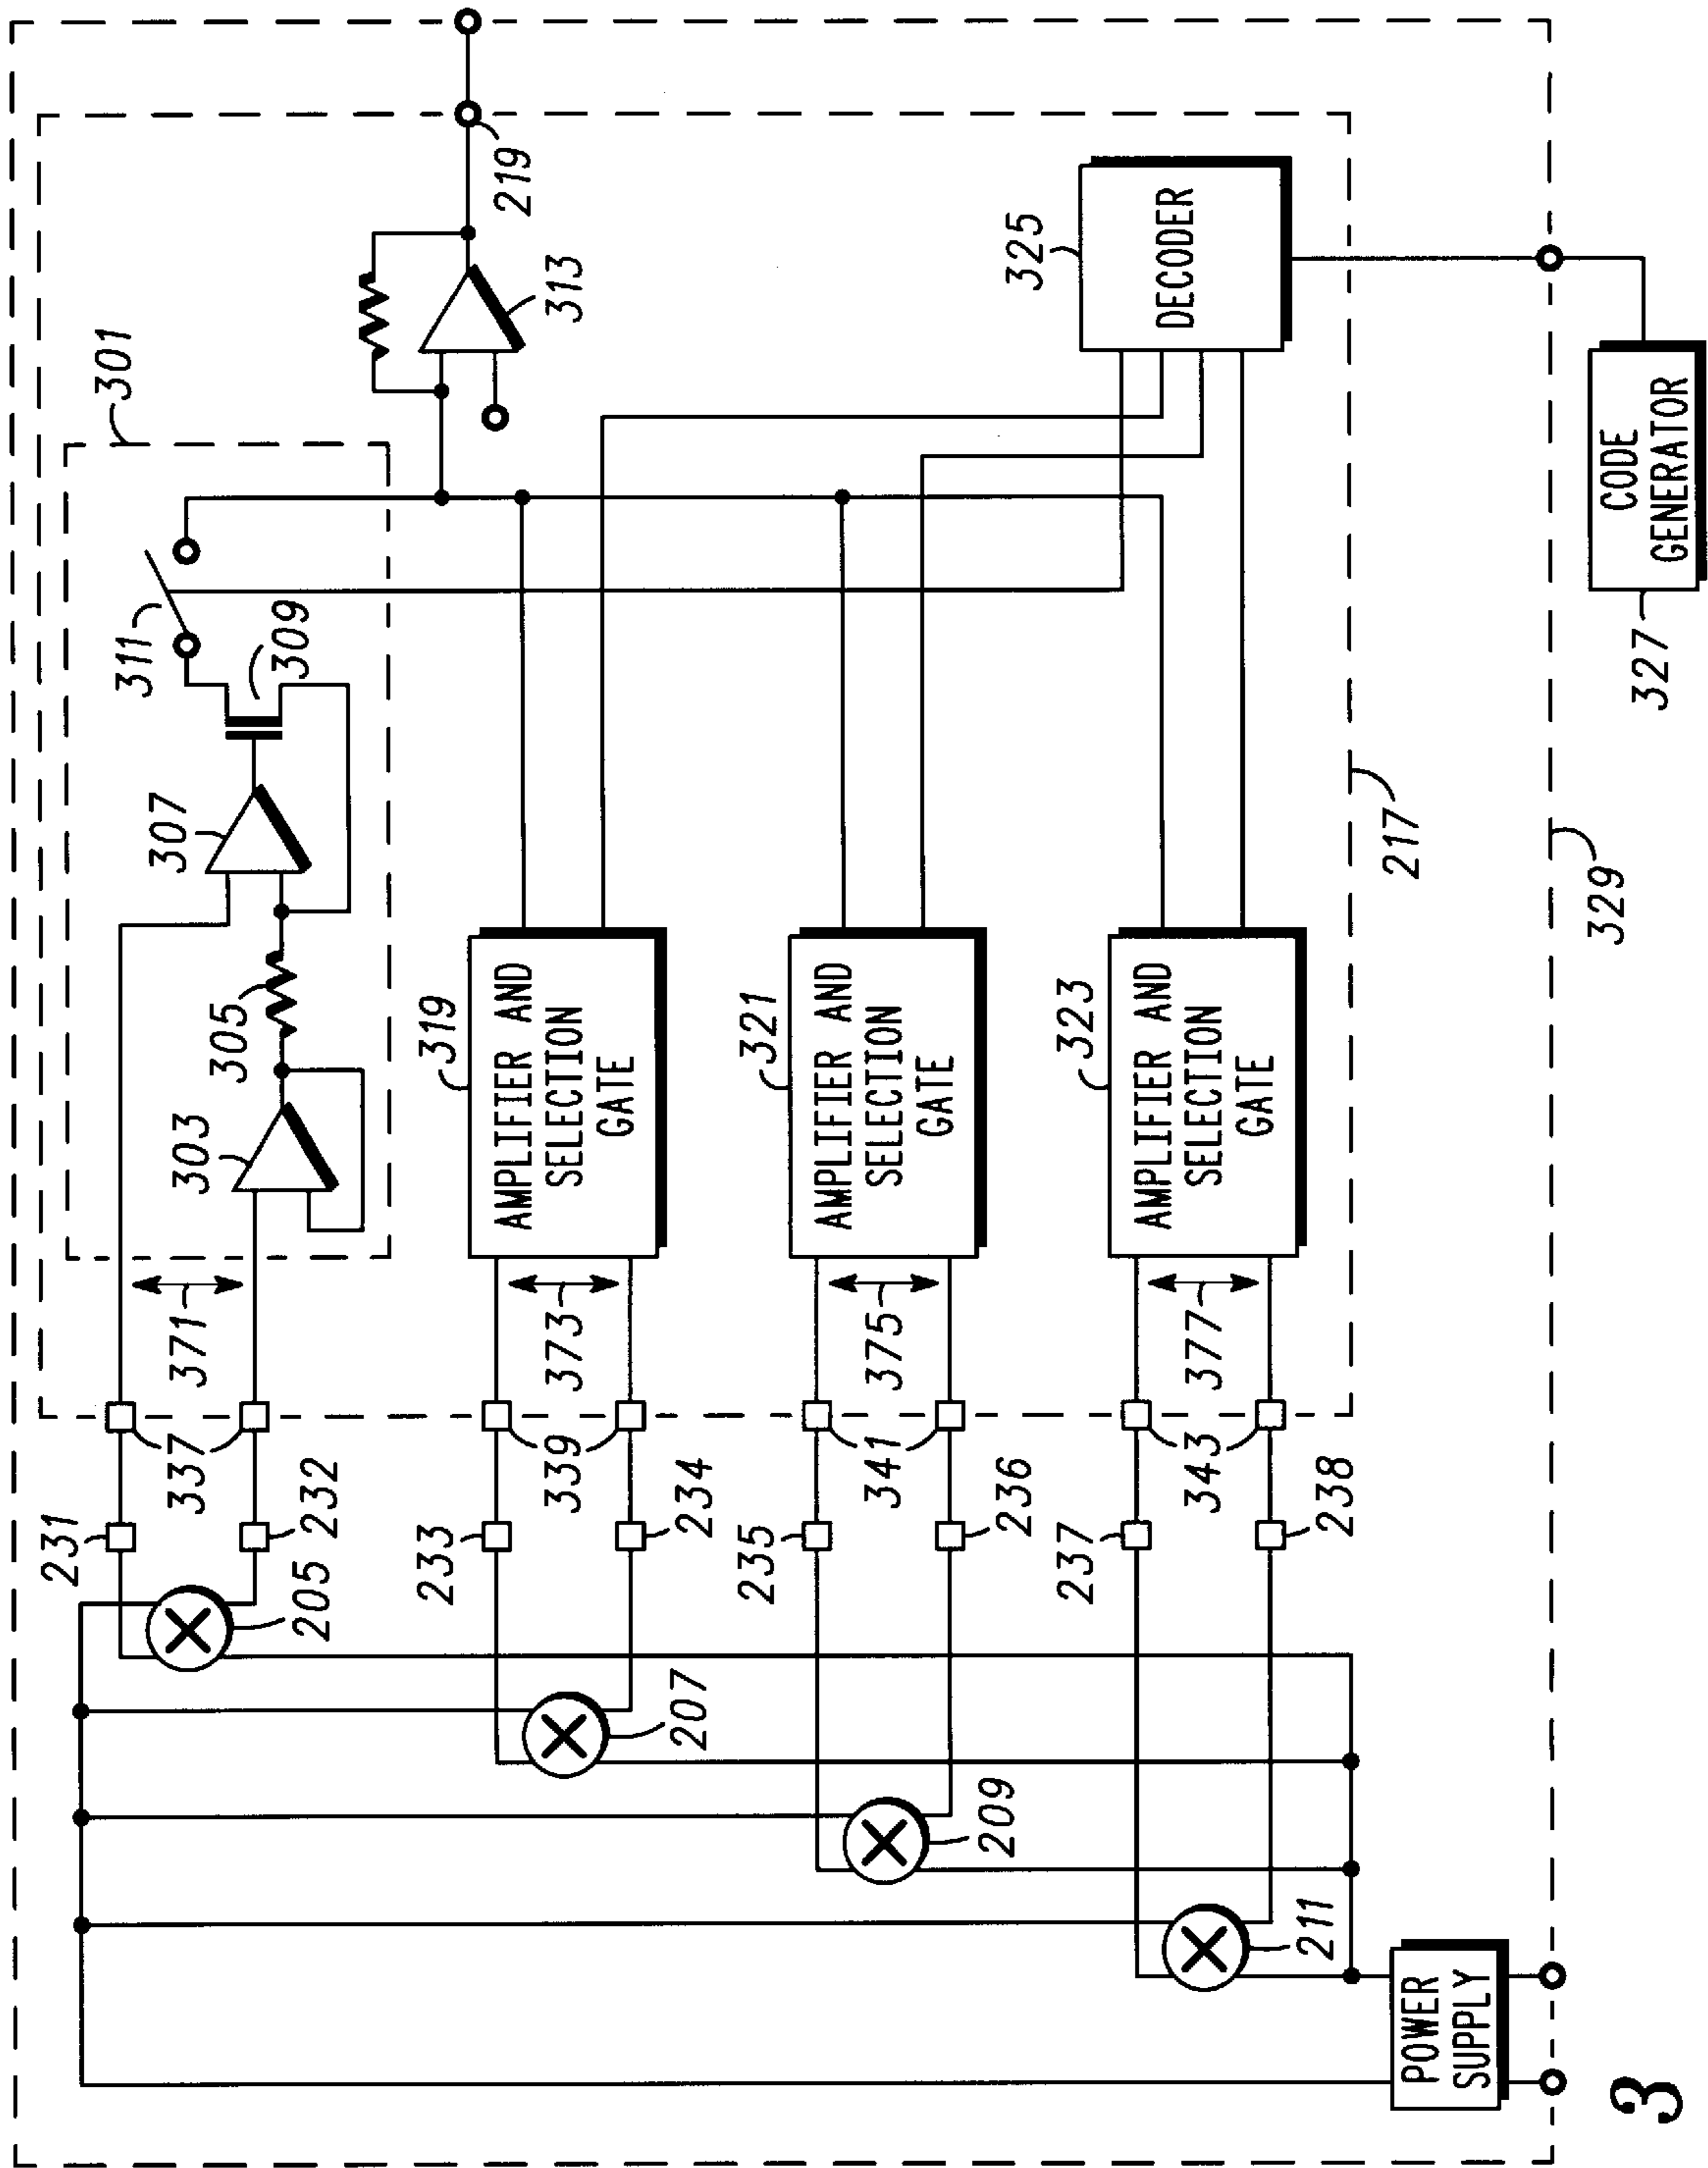 301
311
309
307
305
303
313
219
325
DECODER
371
337
231
232
205
319
AMPLIFIER AND
SELECTION
GATE
373
339
233
234
207
321
AMPLIFIER AND
SELECTION
GATE
375
341
235
236
209
323
AMPLIFIER AND
SELECTION
GATE
377
343
237
238
211
217
329
CODE
GENERATOR
327
POWER
SUPPLY
3